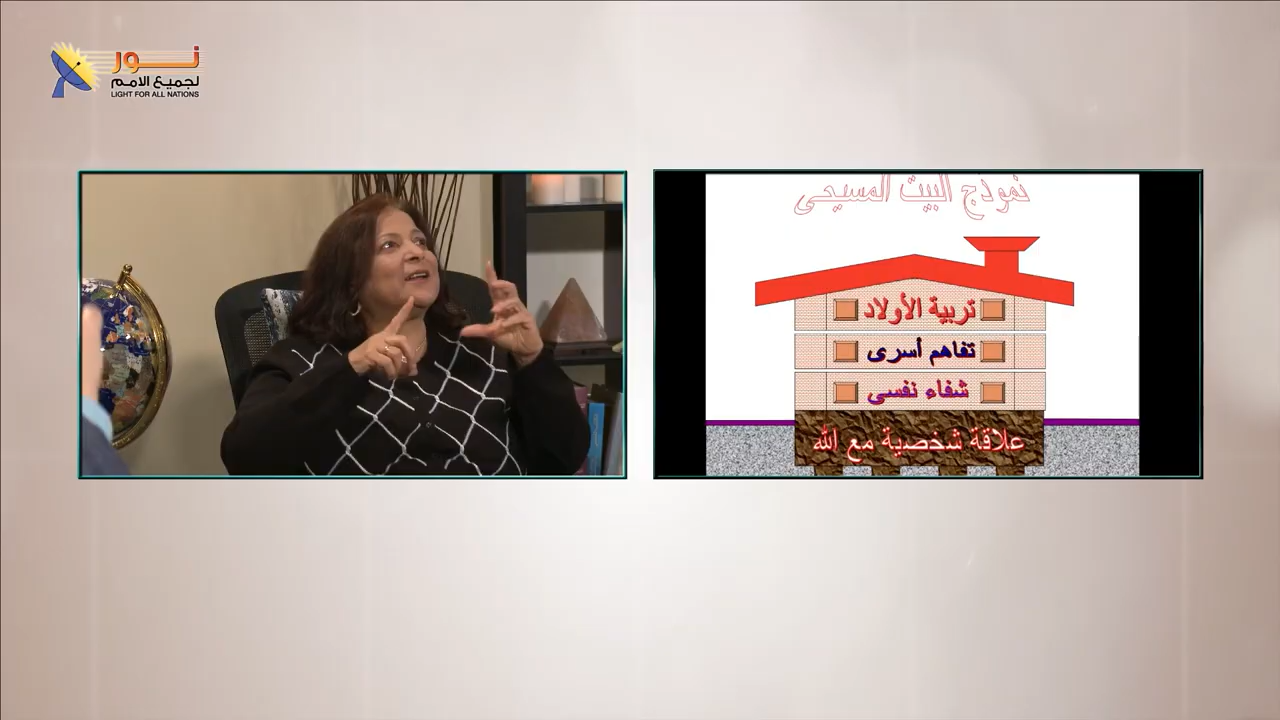 نور
لجميع الامم
LIGHT FOR ALL NATIONS
نموذج البيت المسيحى
تربية الأولاد
تفاهم أسرى
شفاء نفسى
علاقة شخصية مع الله